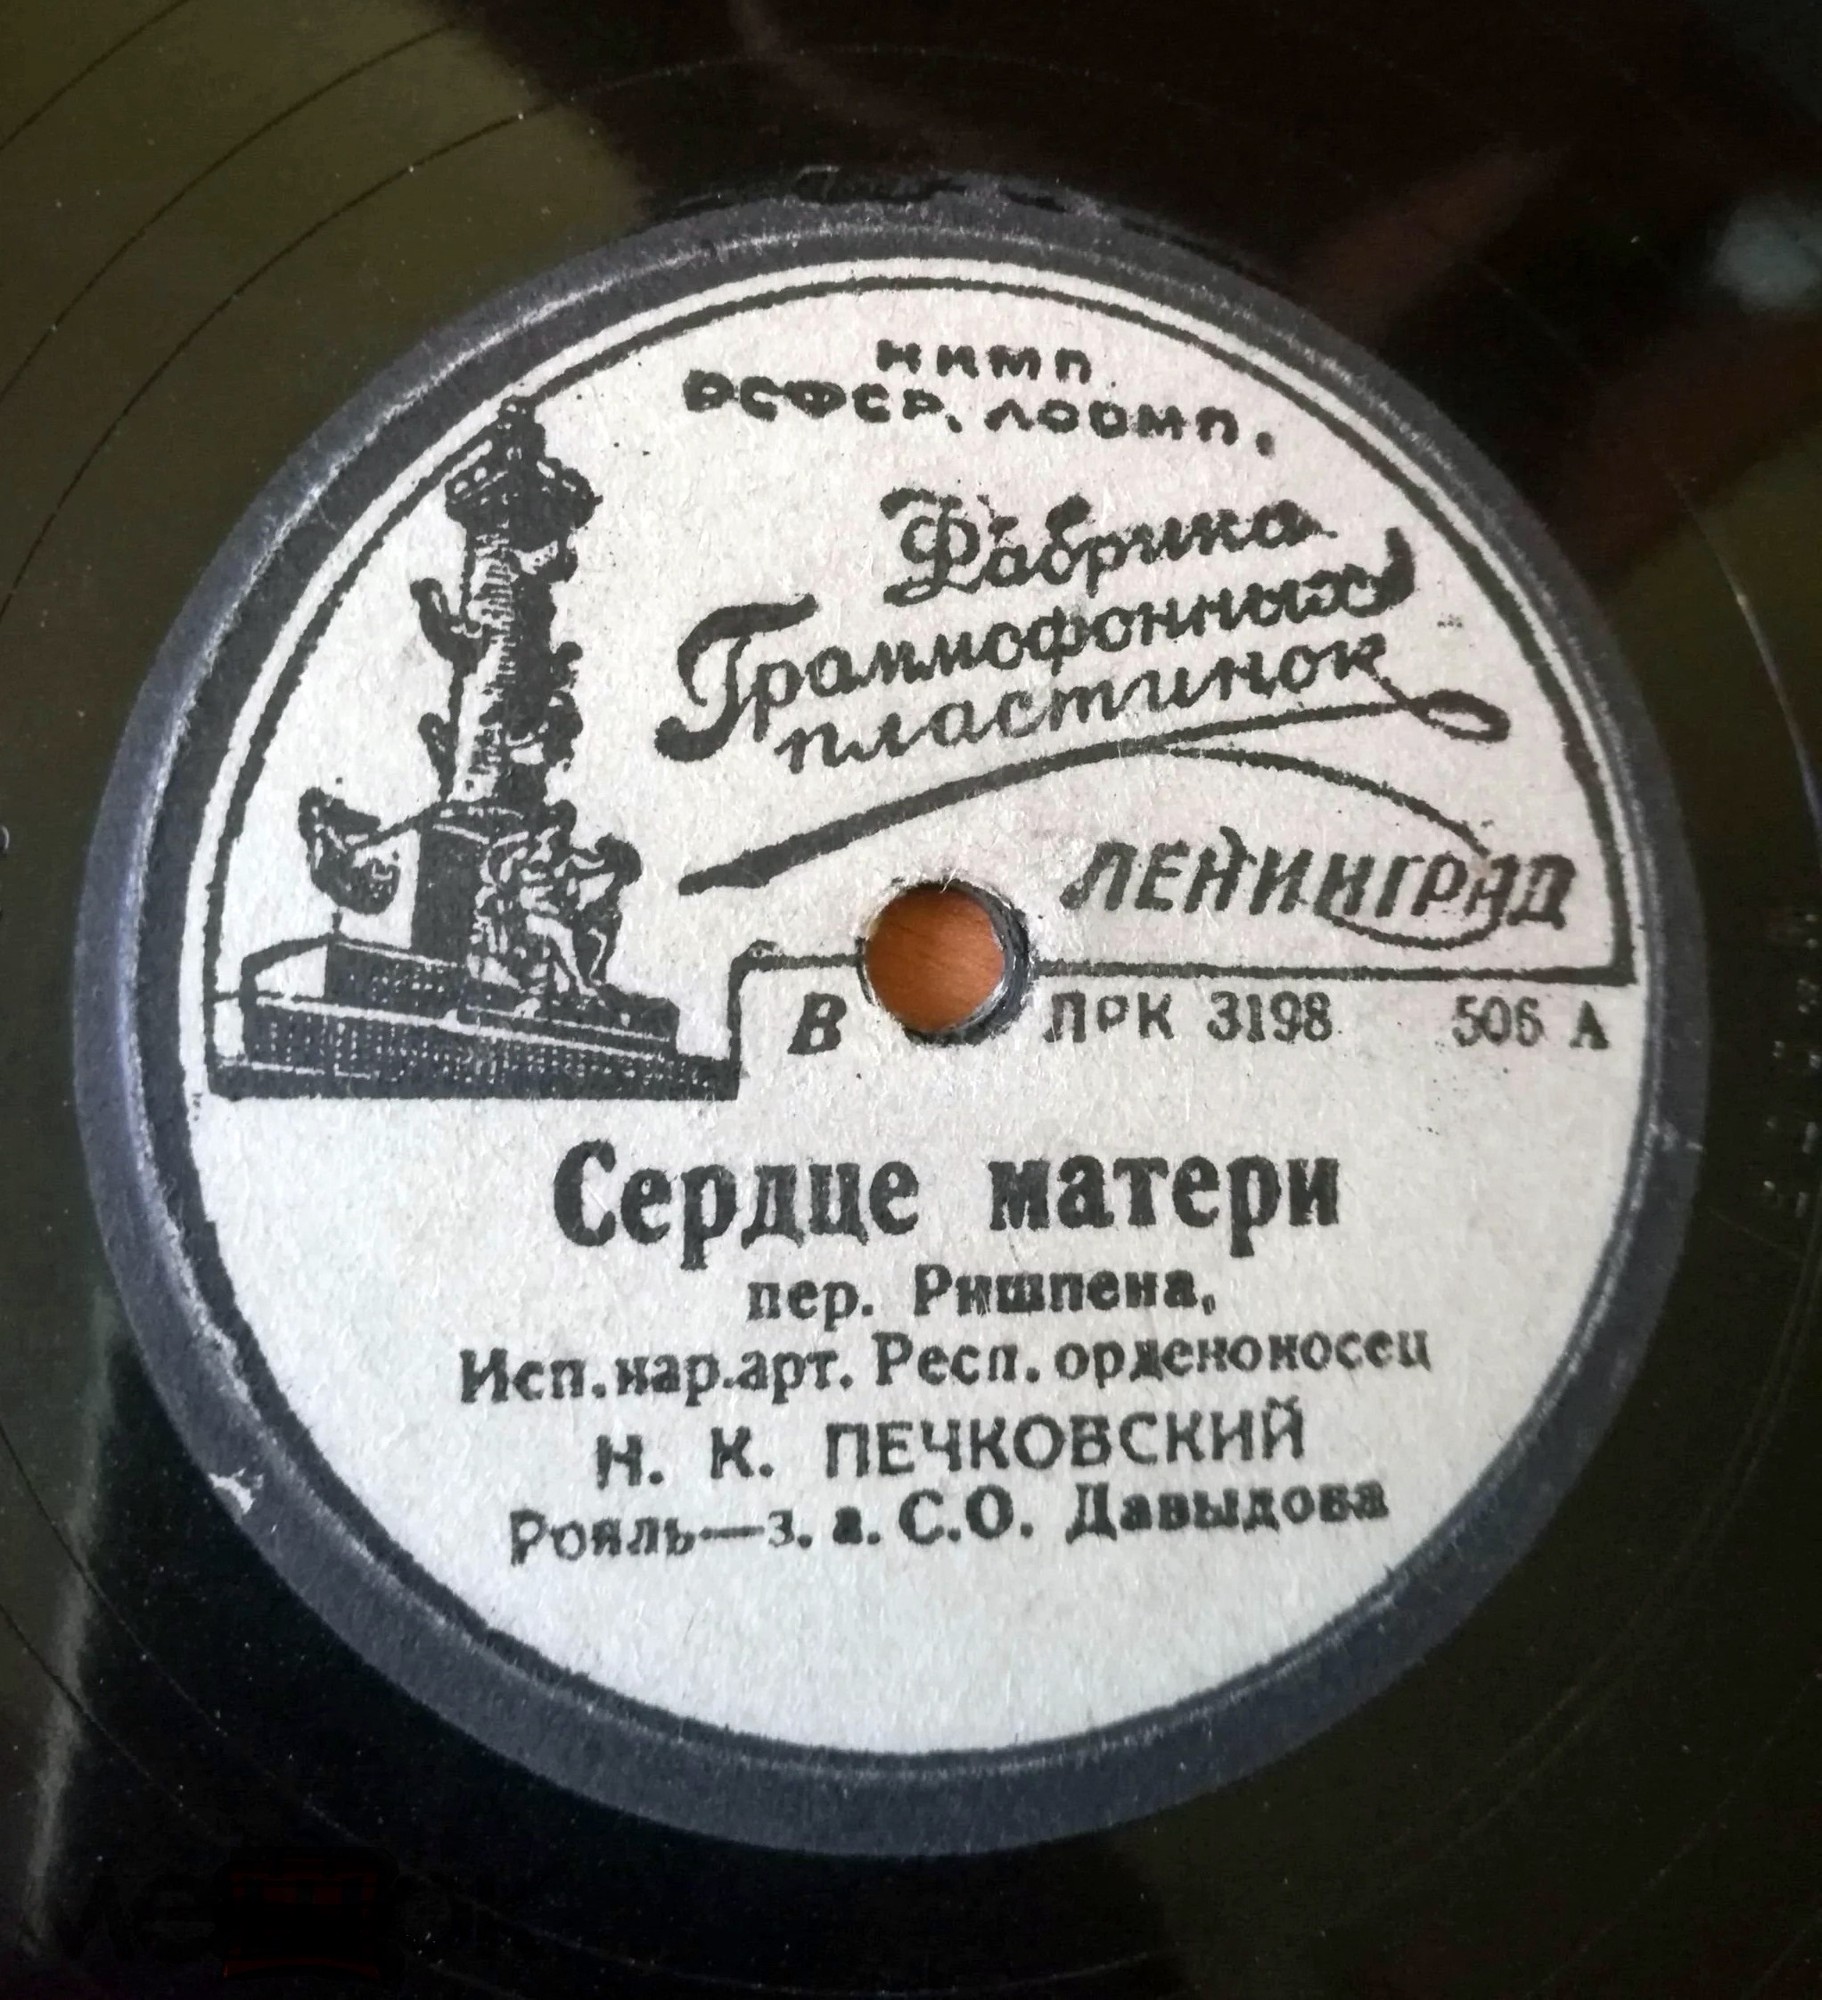 НКМП
РСФСР. ЛООМП.
Фабрика
Граммофонных
пластинок
ЛЕНИНГРАД
В ЛРК 3198 506 А
Сердце матери
пер. Ришпена,
Исп.нар.арт. Респ. орденоносец
Н. К. ПЕЧКОВСКИЙ
Рояль—з. а. С.О. Давыдова